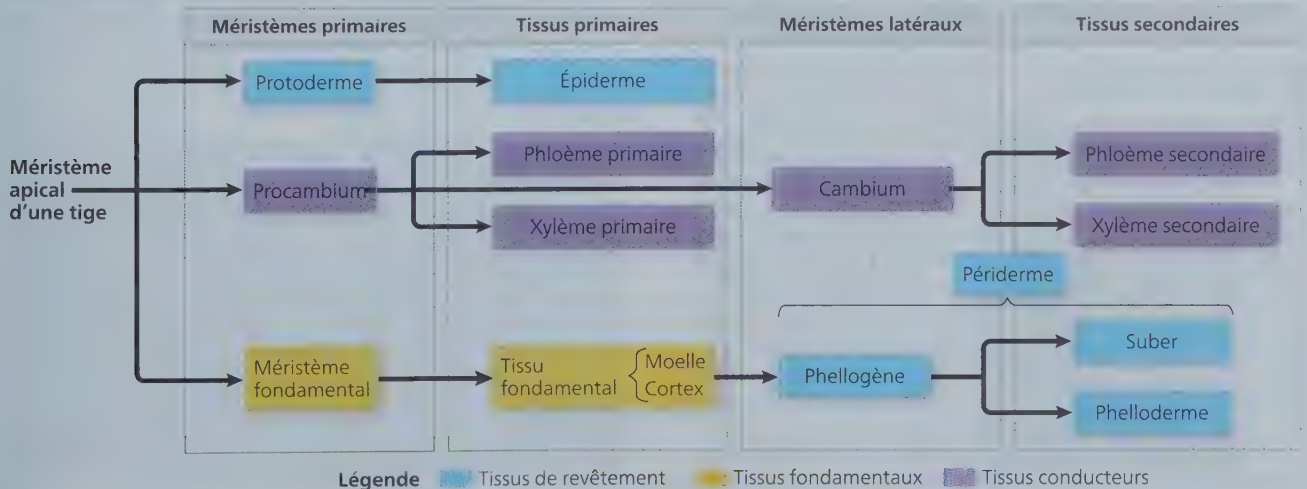 Méristèmes primaires
Tissus primaires
Méristèmes latéraux
Tissus secondaires
Protoderme
Épiderme
Méristème
apical
d'une tige
Procambium
Phloème primaire
Xylème primaire
Cambium
Phloème secondaire
Xylème secondaire
Périderme
Méristème
fondamental
Tissu
fondamental
Moelle
Cortex
Phellogène
Suber
Phelloderme
Légende
Tissus de revêtement
Tissus fondamentaux
Tissus conducteurs